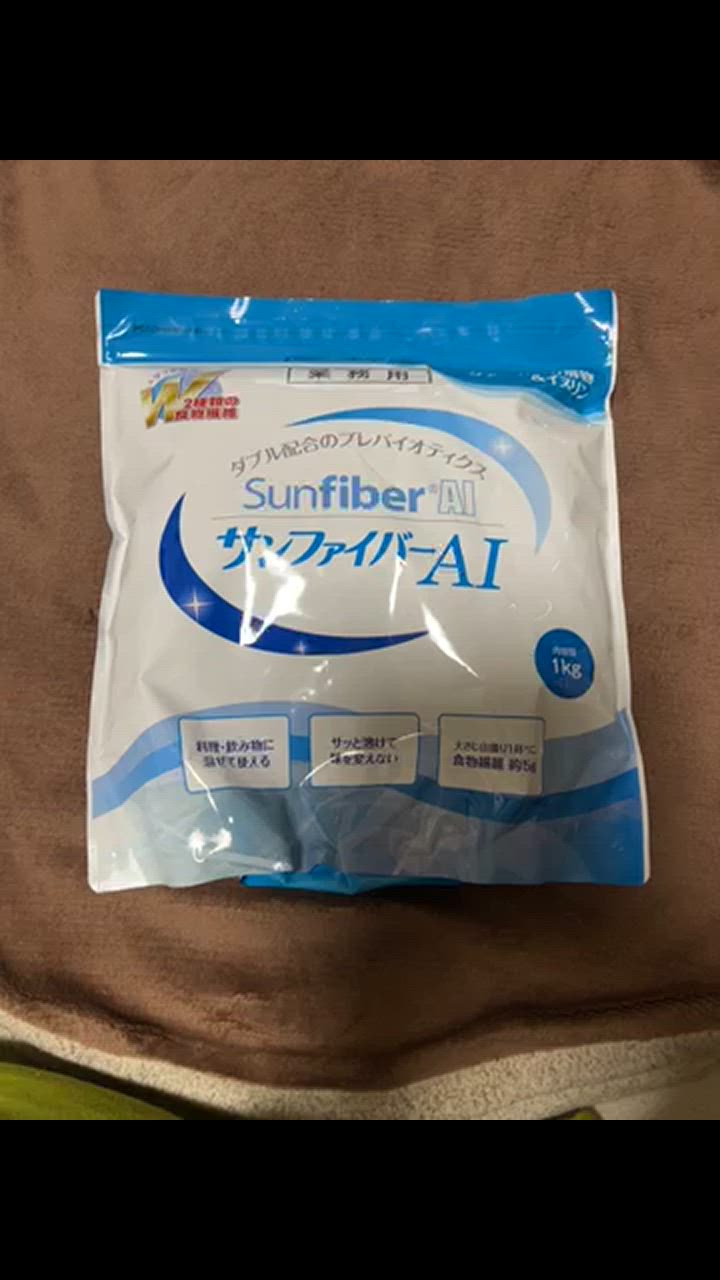 業務用
&イヌリン
2種類の
食物繊維
ダブル配合のプレバイオティクス
Sunfiber® AI
サンファイバーAI
内容量
1kg
料理・飲み物に
混ぜて使える
サッと溶けて
味を変えない
大さじ山盛り1杯に
食物繊維 約5g